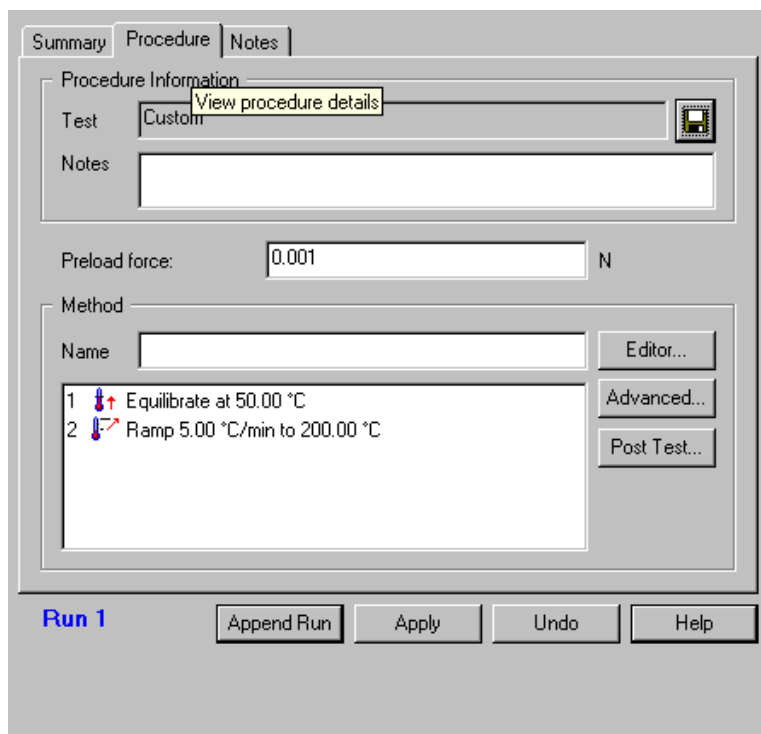 Summary Procedure Notes
Procedure Information
View procedure details
Test Custom
Notes
Preload force: 0.001 N
Method
Name Editor...
1 Equilibrate at 50.00 °C Advanced...
2 Ramp 5.00 °C/min to 200.00 °C
Post Test...
Run 1 Append Run Apply Undo Help